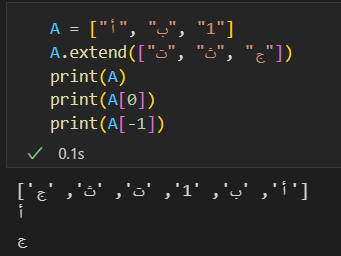 A = ["أ", "ب", "1"]
A.extend(["ت", "ث", "ج"])
print(A)
print(A[0])
print(A[-1])
0.1s
['أ', 'ب', '1', 'ت', 'ث', 'ج']
أ
ج